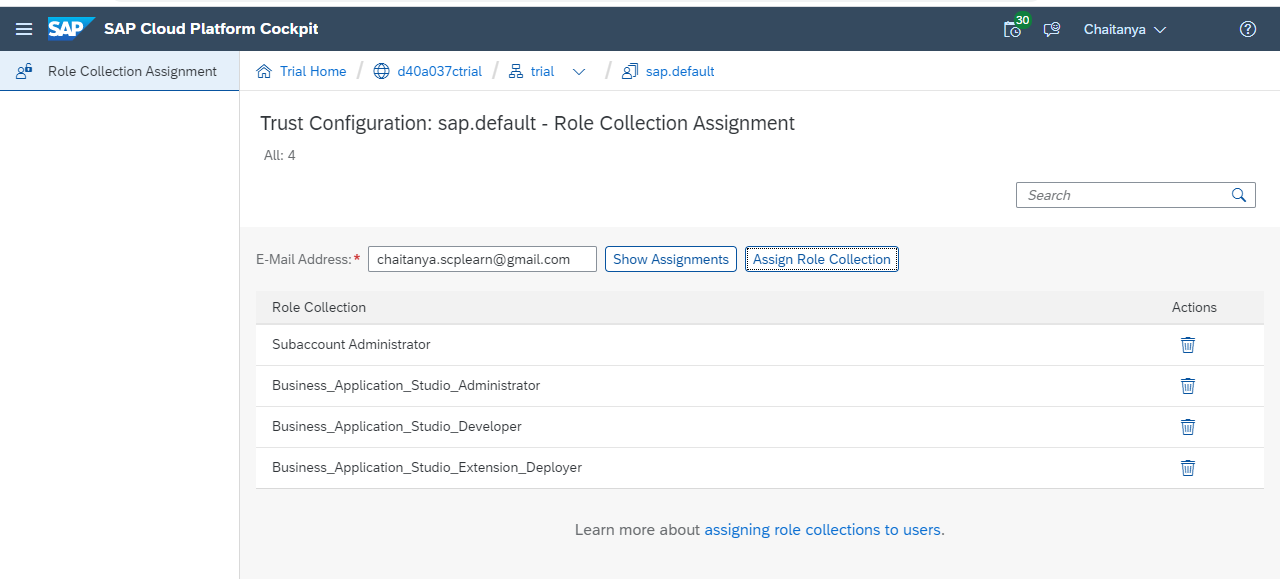 SAP SAP Cloud Platform Cockpit 30 Chaitanya
Role Collection Assignment
Trial Home / d40a037ctrial / trial / sap.default
Trust Configuration: sap.default - Role Collection Assignment
All: 4
Search
E-Mail Address:* chaitanya.scplearn@gmail.com Show Assignments Assign Role Collection
Role Collection Actions
Subaccount Administrator
Business_Application_Studio_Administrator
Business_Application_Studio_Developer
Business_Application_Studio_Extension_Deployer
Learn more about assigning role collections to users.